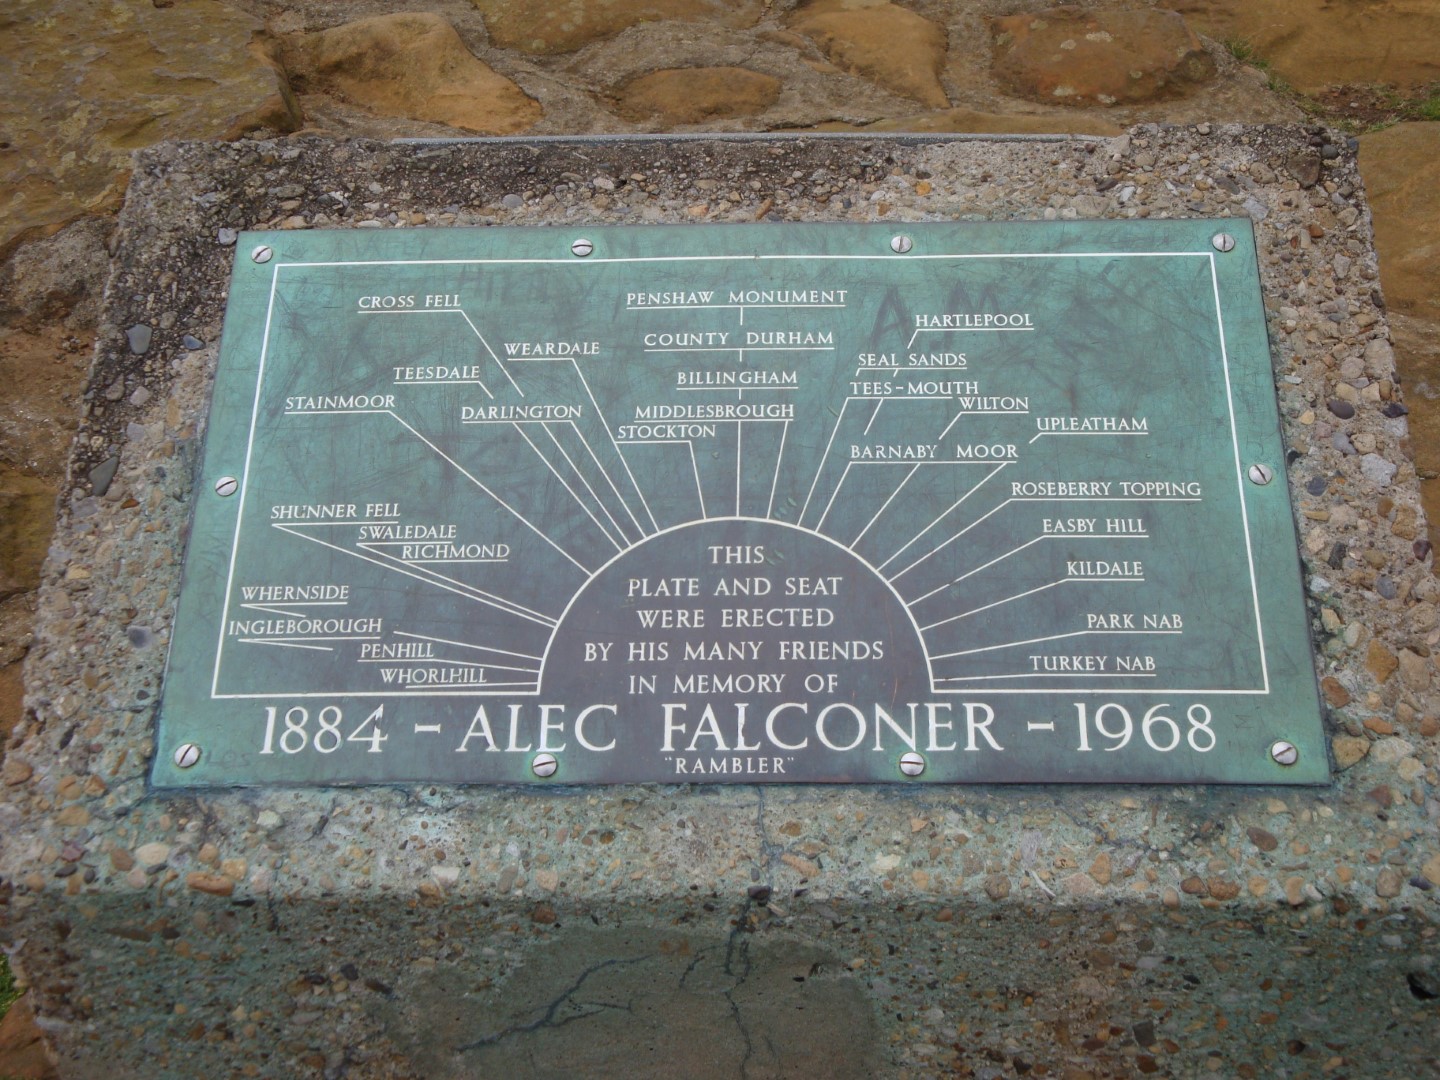 CROSS FELL
PENSHAW MONUMENT
HARTLEPOOL
COUNTY DURHAM
WEARDALE
SEAL SANDS
TEESDALE
BILLINGHAM
TEES-MOUTH
STAINMOOR
DARLINGTON
MIDDLESBROUGH
WILTON
STOCKTON
UPLEATHAM
BARNABY MOOR
ROSEBERRY TOPPING
SHUNNER FELL
SWALEDALE
RICHMOND
EASBY HILL
KILDALE
WHERNSIDE
INGLEBOROUGH
PENHILL
WHORLHILL
PARK NAB
TURKEY NAB
THIS
PLATE AND SEAT
WERE ERECTED
BY HIS MANY FRIENDS
IN MEMORY OF
1884 - ALEC FALCONER - 1968
"RAMBLER"
A.M